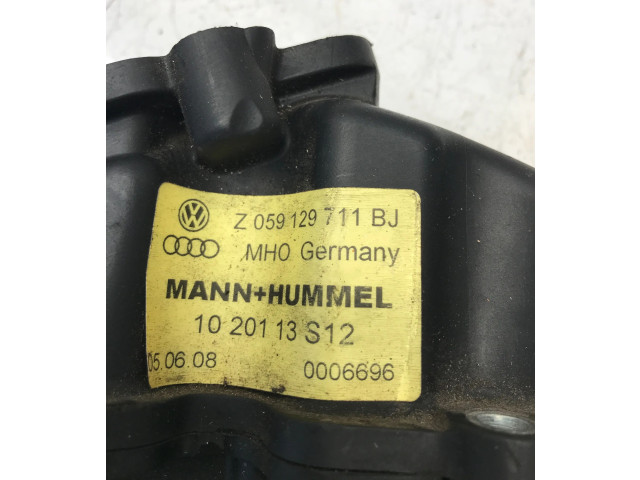 Z 059 129 711 BJ
MHO Germany
MANN+HUMMEL
10 201 13 S12
05.06.08 0006696